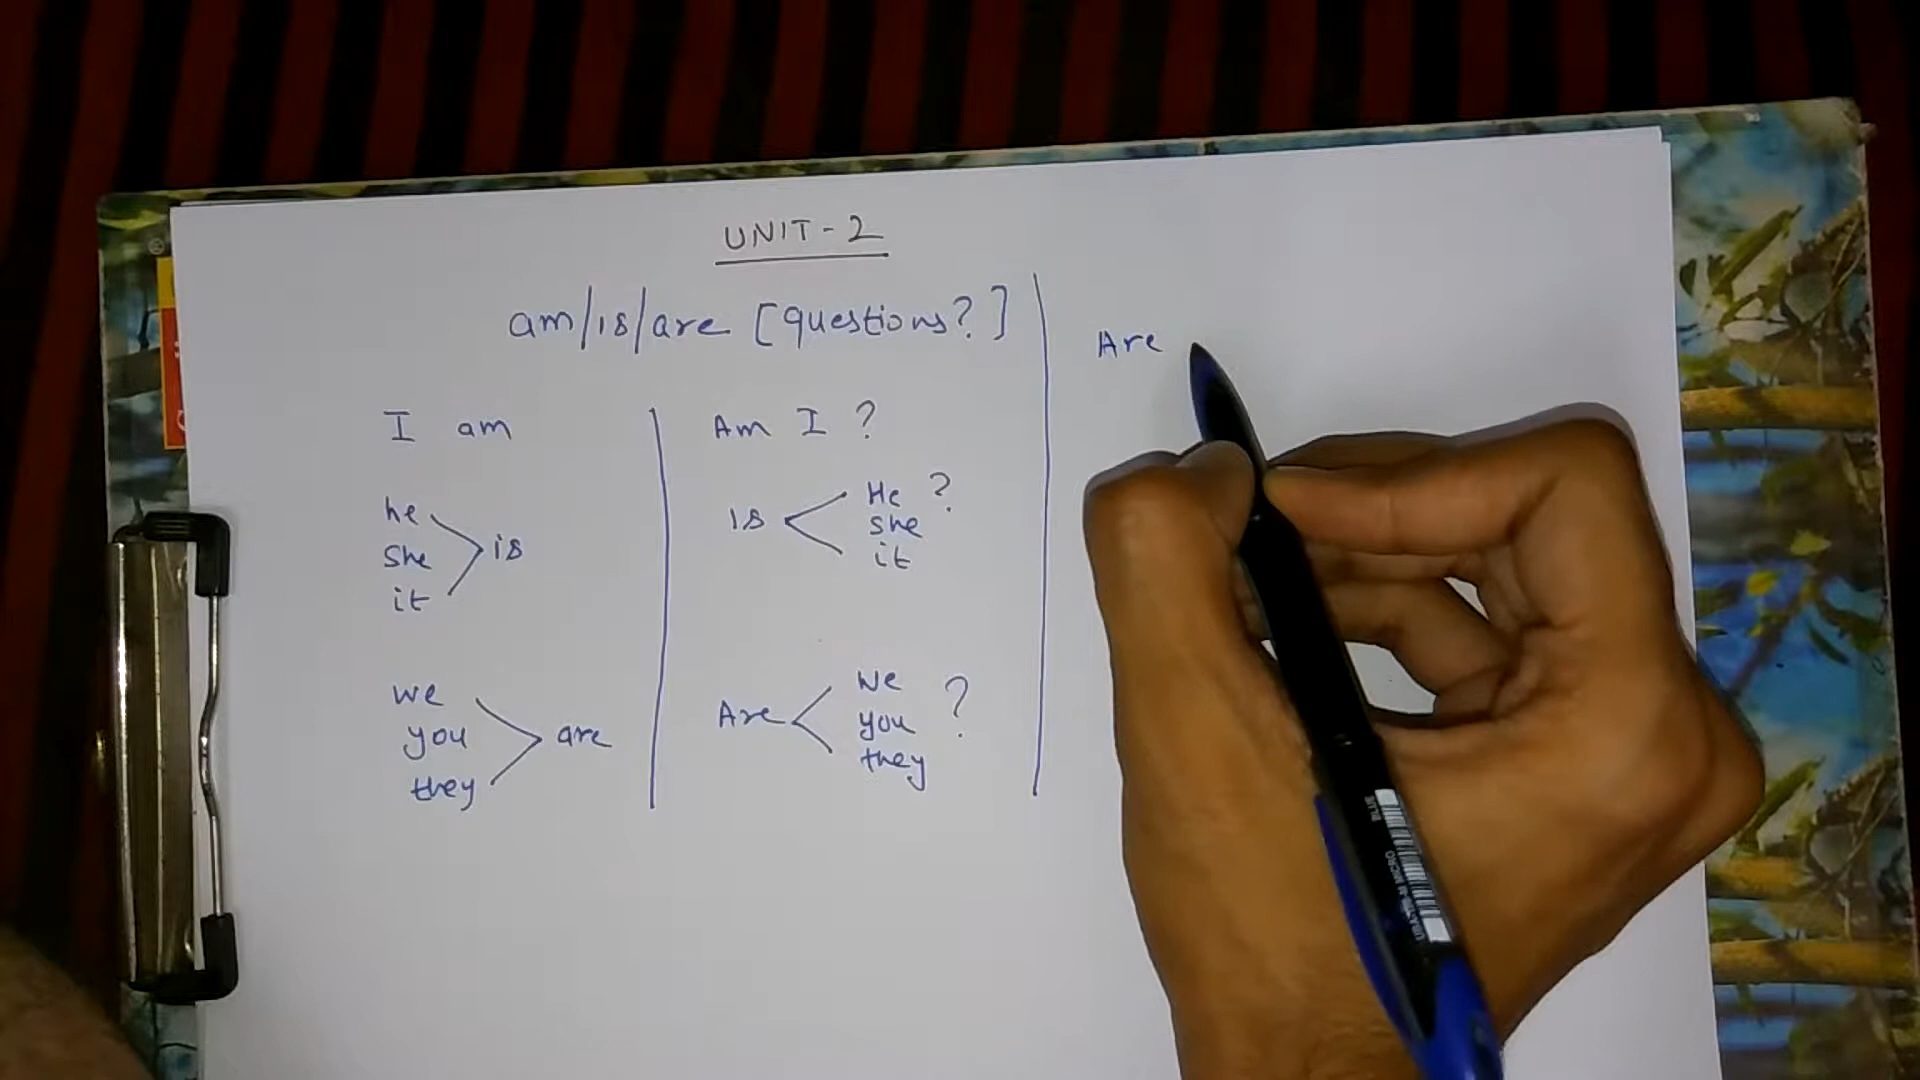 UNIT - 2
am/is/are [questions?]
I am
he
She
it
is
we
you
they
are
Am I ?
is
He ?
she
it
Are
We
you
they
?
Are